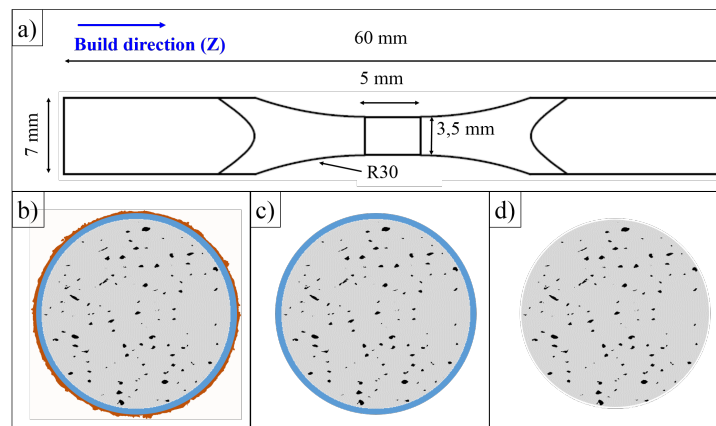 a)
Build direction (Z)
60 mm
5 mm
7 mm
3,5 mm
R30
b)
c)
d)